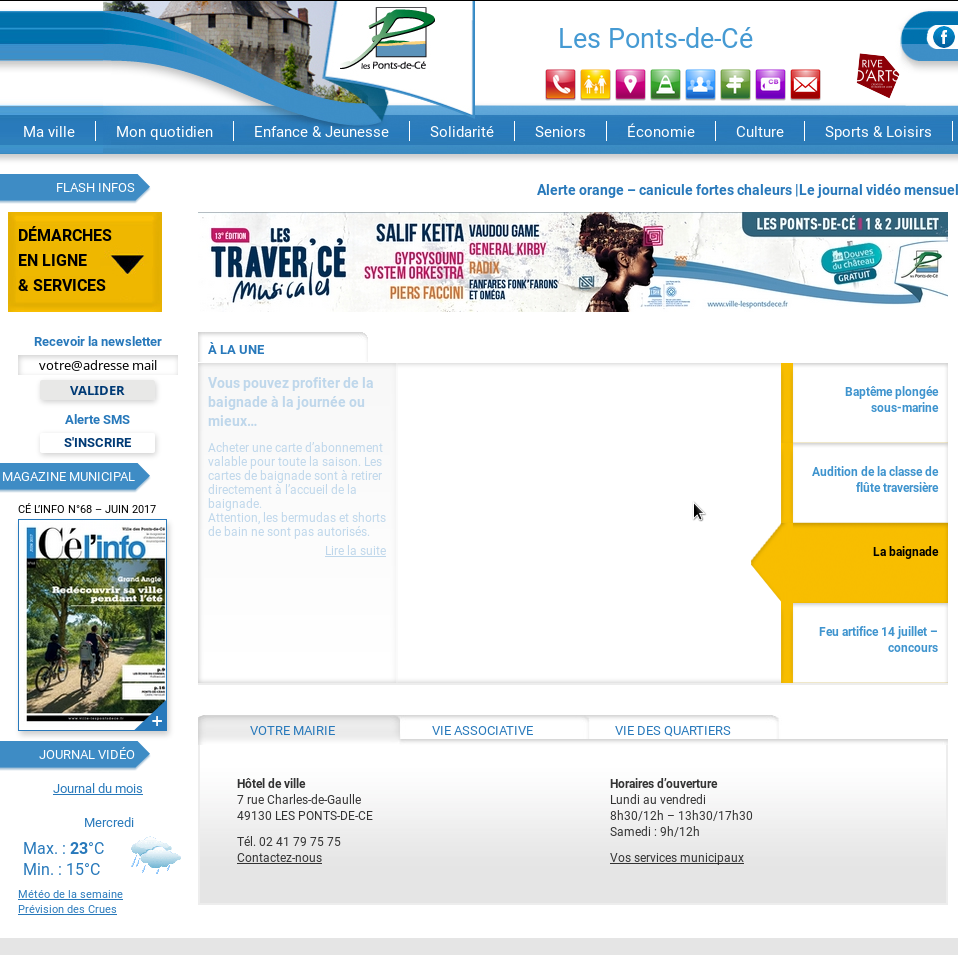 les Ponts-de-Cé
Les Ponts-de-Cé
RIVE
D'ARTS
Ma ville
Mon quotidien
Enfance & Jeunesse
Solidarité
Seniors
Économie
Culture
Sports & Loisirs
FLASH INFOS
Alerte orange – canicule fortes chaleurs |Le journal vidéo mensuel
DÉMARCHES
EN LIGNE
& SERVICES
13e ÉDITION
LES
TRAVER'CÉ
Musicales
SALIF KEITA
GYPSYSOUND
SYSTEM ORKESTRA
PIERS FACCINI
VAUDOU GAME
GENERAL KIRBY
RADIX
FANFARES FONK'FARONS
ET OMÉGA
LES PONTS-DE-CÉ
1 & 2 JUILLET
Douves
du château
GRATUIT
www.ville-lespontsdece.fr
Recevoir la newsletter
votre@adresse mail
VALIDER
Alerte SMS
S'INSCRIRE
MAGAZINE MUNICIPAL
CÉ L'INFO N°68 – JUIN 2017
Ville des Ponts-de-Cé
Cél'info
Grand Angle
Redécouvrir sa ville
pendant l'été
www.ville-lespontsdece.fr
JOURNAL VIDÉO
Journal du mois
Mercredi
Max. : 23°C
Min. : 15°C
Météo de la semaine
Prévision des Crues
À LA UNE
Vous pouvez profiter de la
baignade à la journée ou
mieux…
Acheter une carte d'abonnement
valable pour toute la saison. Les
cartes de baignade sont à retirer
directement à l'accueil de la
baignade.
Attention, les bermudas et shorts
de bain ne sont pas autorisés.
Lire la suite
Baptême plongée
sous-marine
Audition de la classe de
flûte traversière
La baignade
Feu artifice 14 juillet –
concours
VOTRE MAIRIE
VIE ASSOCIATIVE
VIE DES QUARTIERS
Hôtel de ville
7 rue Charles-de-Gaulle
49130 LES PONTS-DE-CE
Tél. 02 41 79 75 75
Contactez-nous
Horaires d'ouverture
Lundi au vendredi
8h30/12h – 13h30/17h30
Samedi : 9h/12h
Vos services municipaux